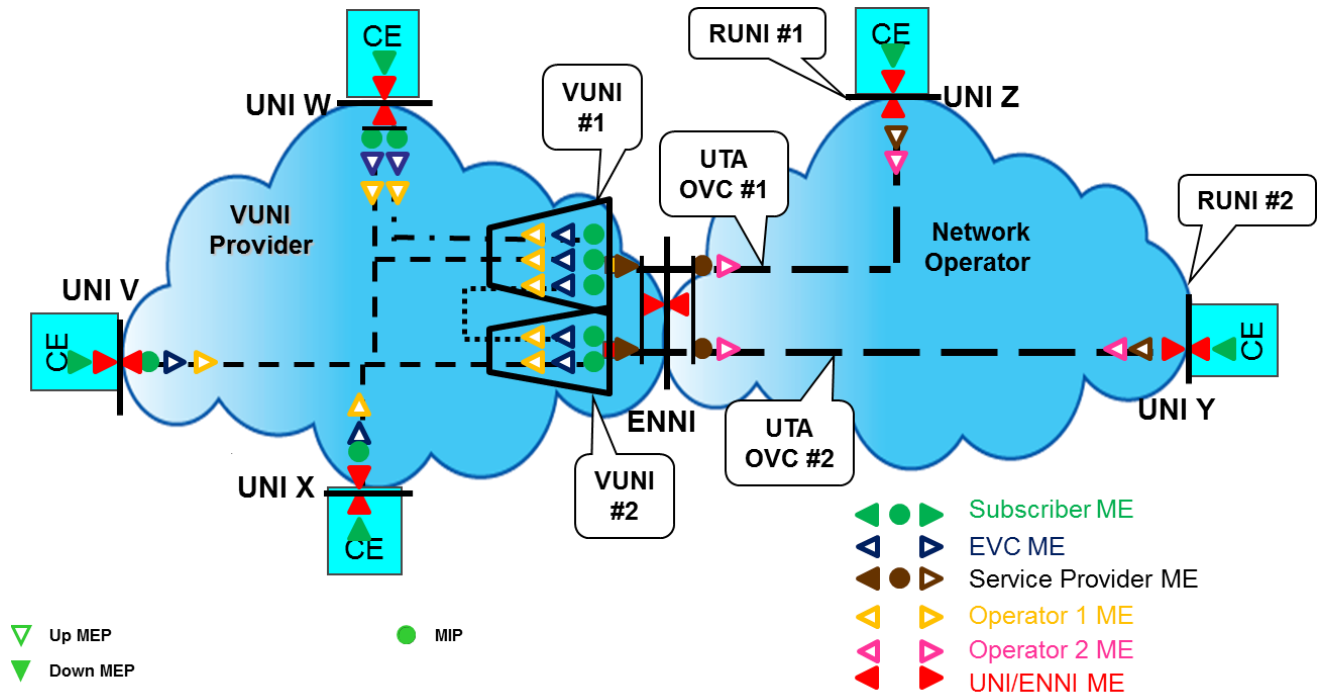 CE
UNI W
VUNI
#1
RUNI #1
CE
UNI Z
UTA
OVC #1
RUNI #2
VUNI
Provider
Network
Operator
UNI V
CE
CE
UNI Y
ENNI
UTA
OVC #2
UNI X
VUNI
#2
CE
Subscriber ME
EVC ME
Service Provider ME
Operator 1 ME
Operator 2 ME
UNI/ENNI ME
Up MEP
MIP
Down MEP